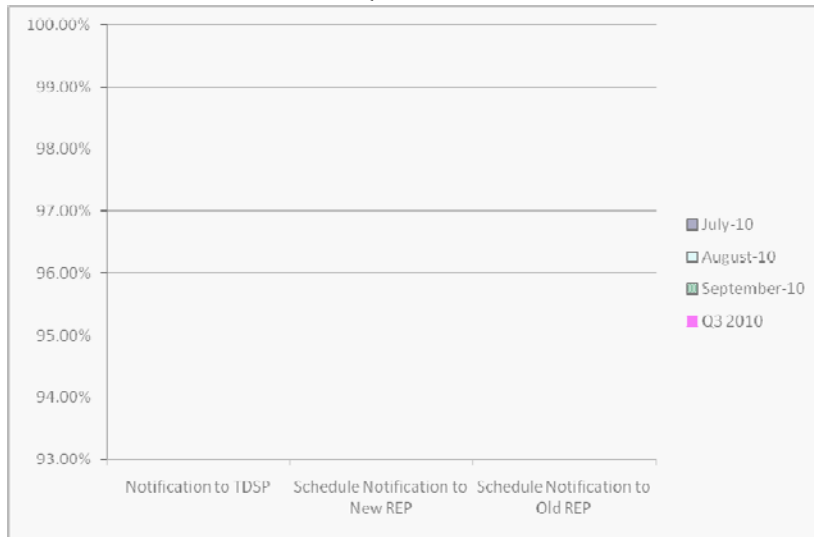 100.00%
99.00%
98.00%
97.00%
96.00%
95.00%
94.00%
93.00%
Notification to TDSP
Schedule Notification to
New REP
Schedule Notification to
Old REP
July-10
August-10
September-10
Q3 2010